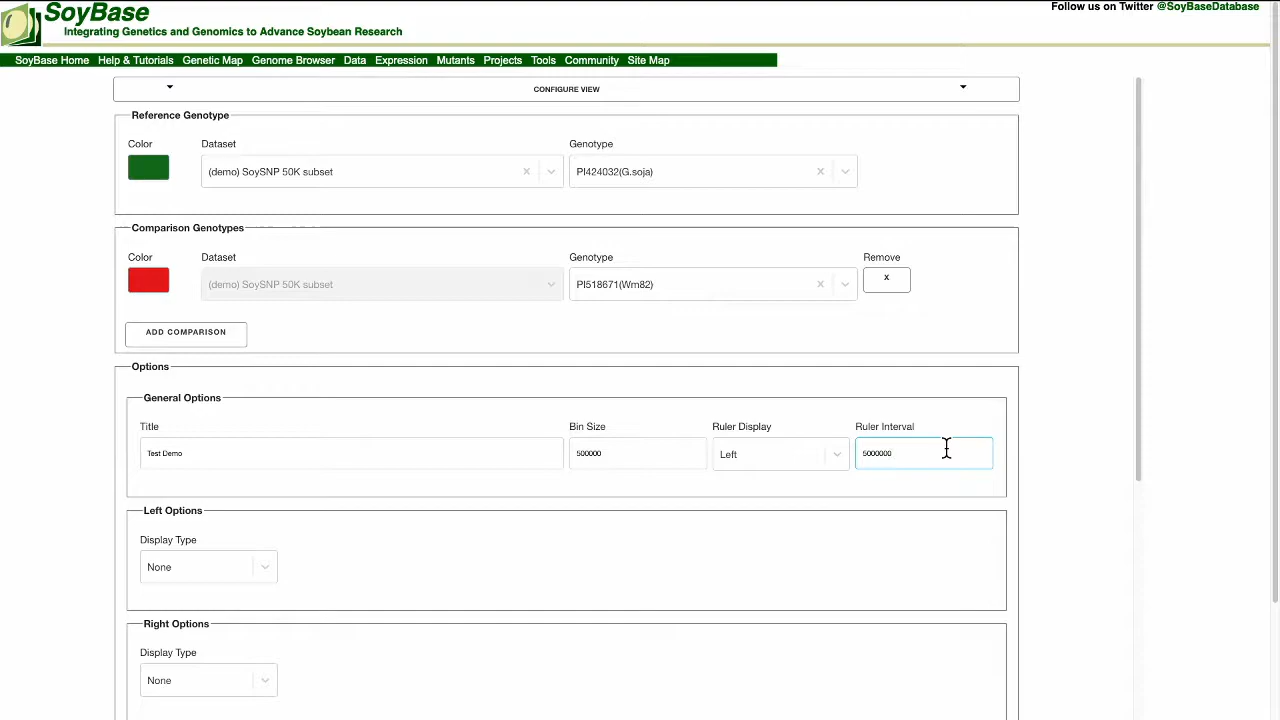 Follow us on Twitter @SoyBaseDatabase
SoyBase
Integrating Genetics and Genomics to Advance Soybean Research
SoyBase Home Help & Tutorials Genetic Map Genome Browser Data Expression Mutants Projects Tools Community Site Map
CONFIGURE VIEW
Reference Genotype
Color Dataset Genotype
(demo) SoySNP 50K subset PI424032(G.soja)
Comparison Genotypes
Color Dataset Genotype Remove
(demo) SoySNP 50K subset PI518671(Wm82) x
ADD COMPARISON
Options
General Options
Title Bin Size Ruler Display Ruler Interval
Test Demo 500000 Left 5000000
Left Options
Display Type
None
Right Options
Display Type
None